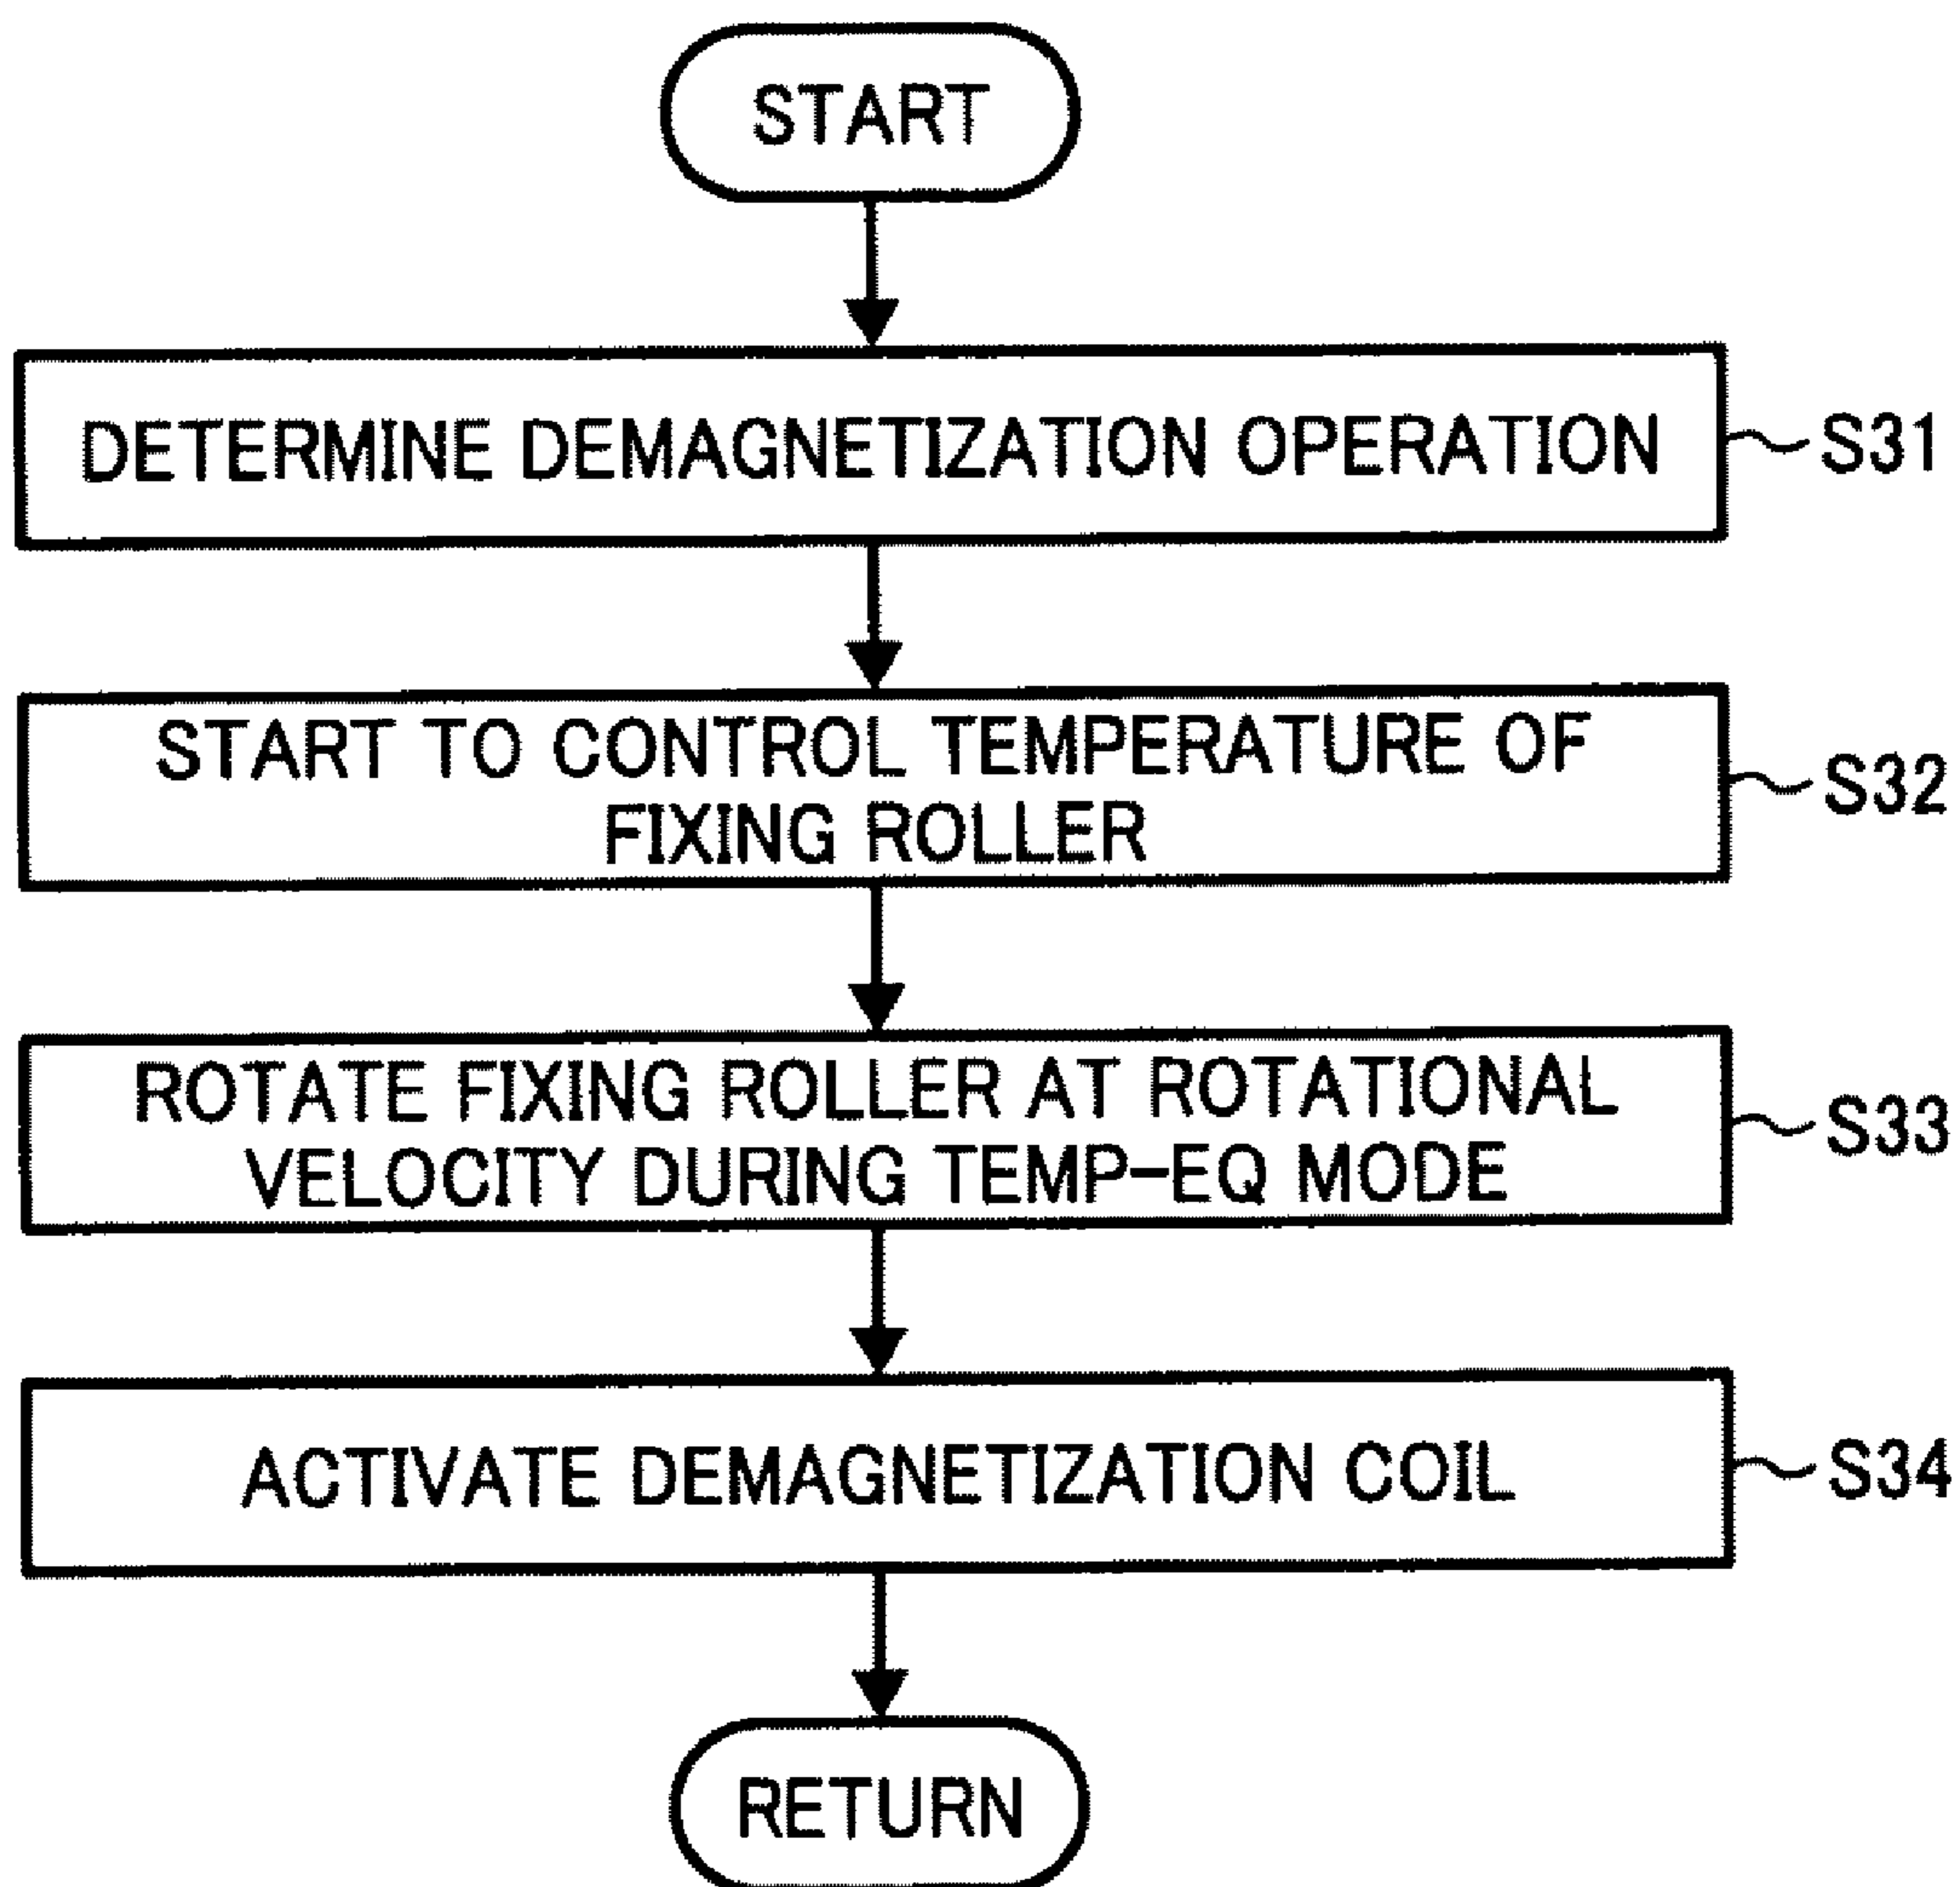 START
DETERMINE DEMAGNETIZATION OPERATION
S31
START TO CONTROL TEMPERATURE OF
FIXING ROLLER
S32
ROTATE FIXING ROLLER AT ROTATIONAL
VELOCITY DURING TEMP-EQ MODE
S33
ACTIVATE DEMAGNETIZATION COIL
S34
RETURN